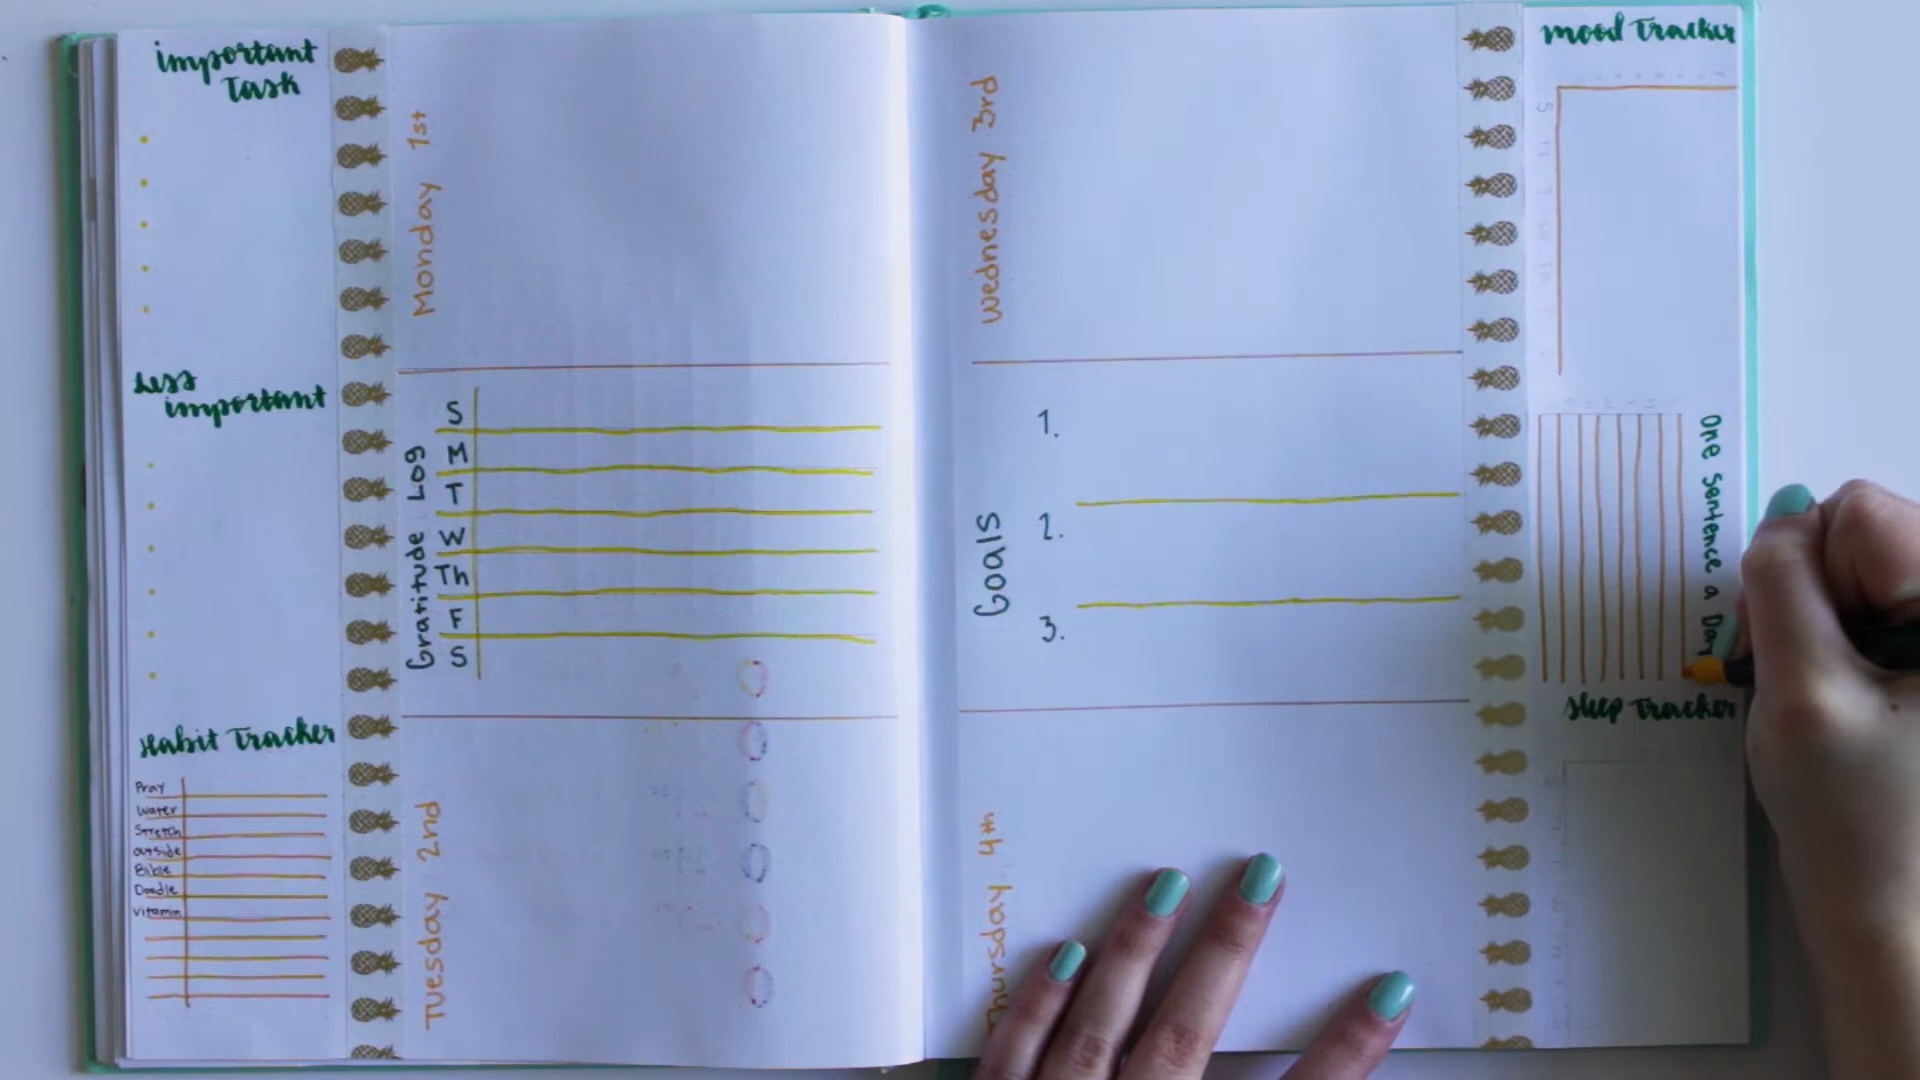 important
Task
Less
important
Habit Tracker
Pray
Water
Stretch
outside
Bible
Doodle
Vitamin
Monday 1st
Gratitude Log
S
M
T
W
Th
F
S
Tuesday 2nd
Wednesday 3rd
Goals
1.
2.
3.
Thursday 4th
mood Tracker
One Sentence a Day
Sleep Tracker